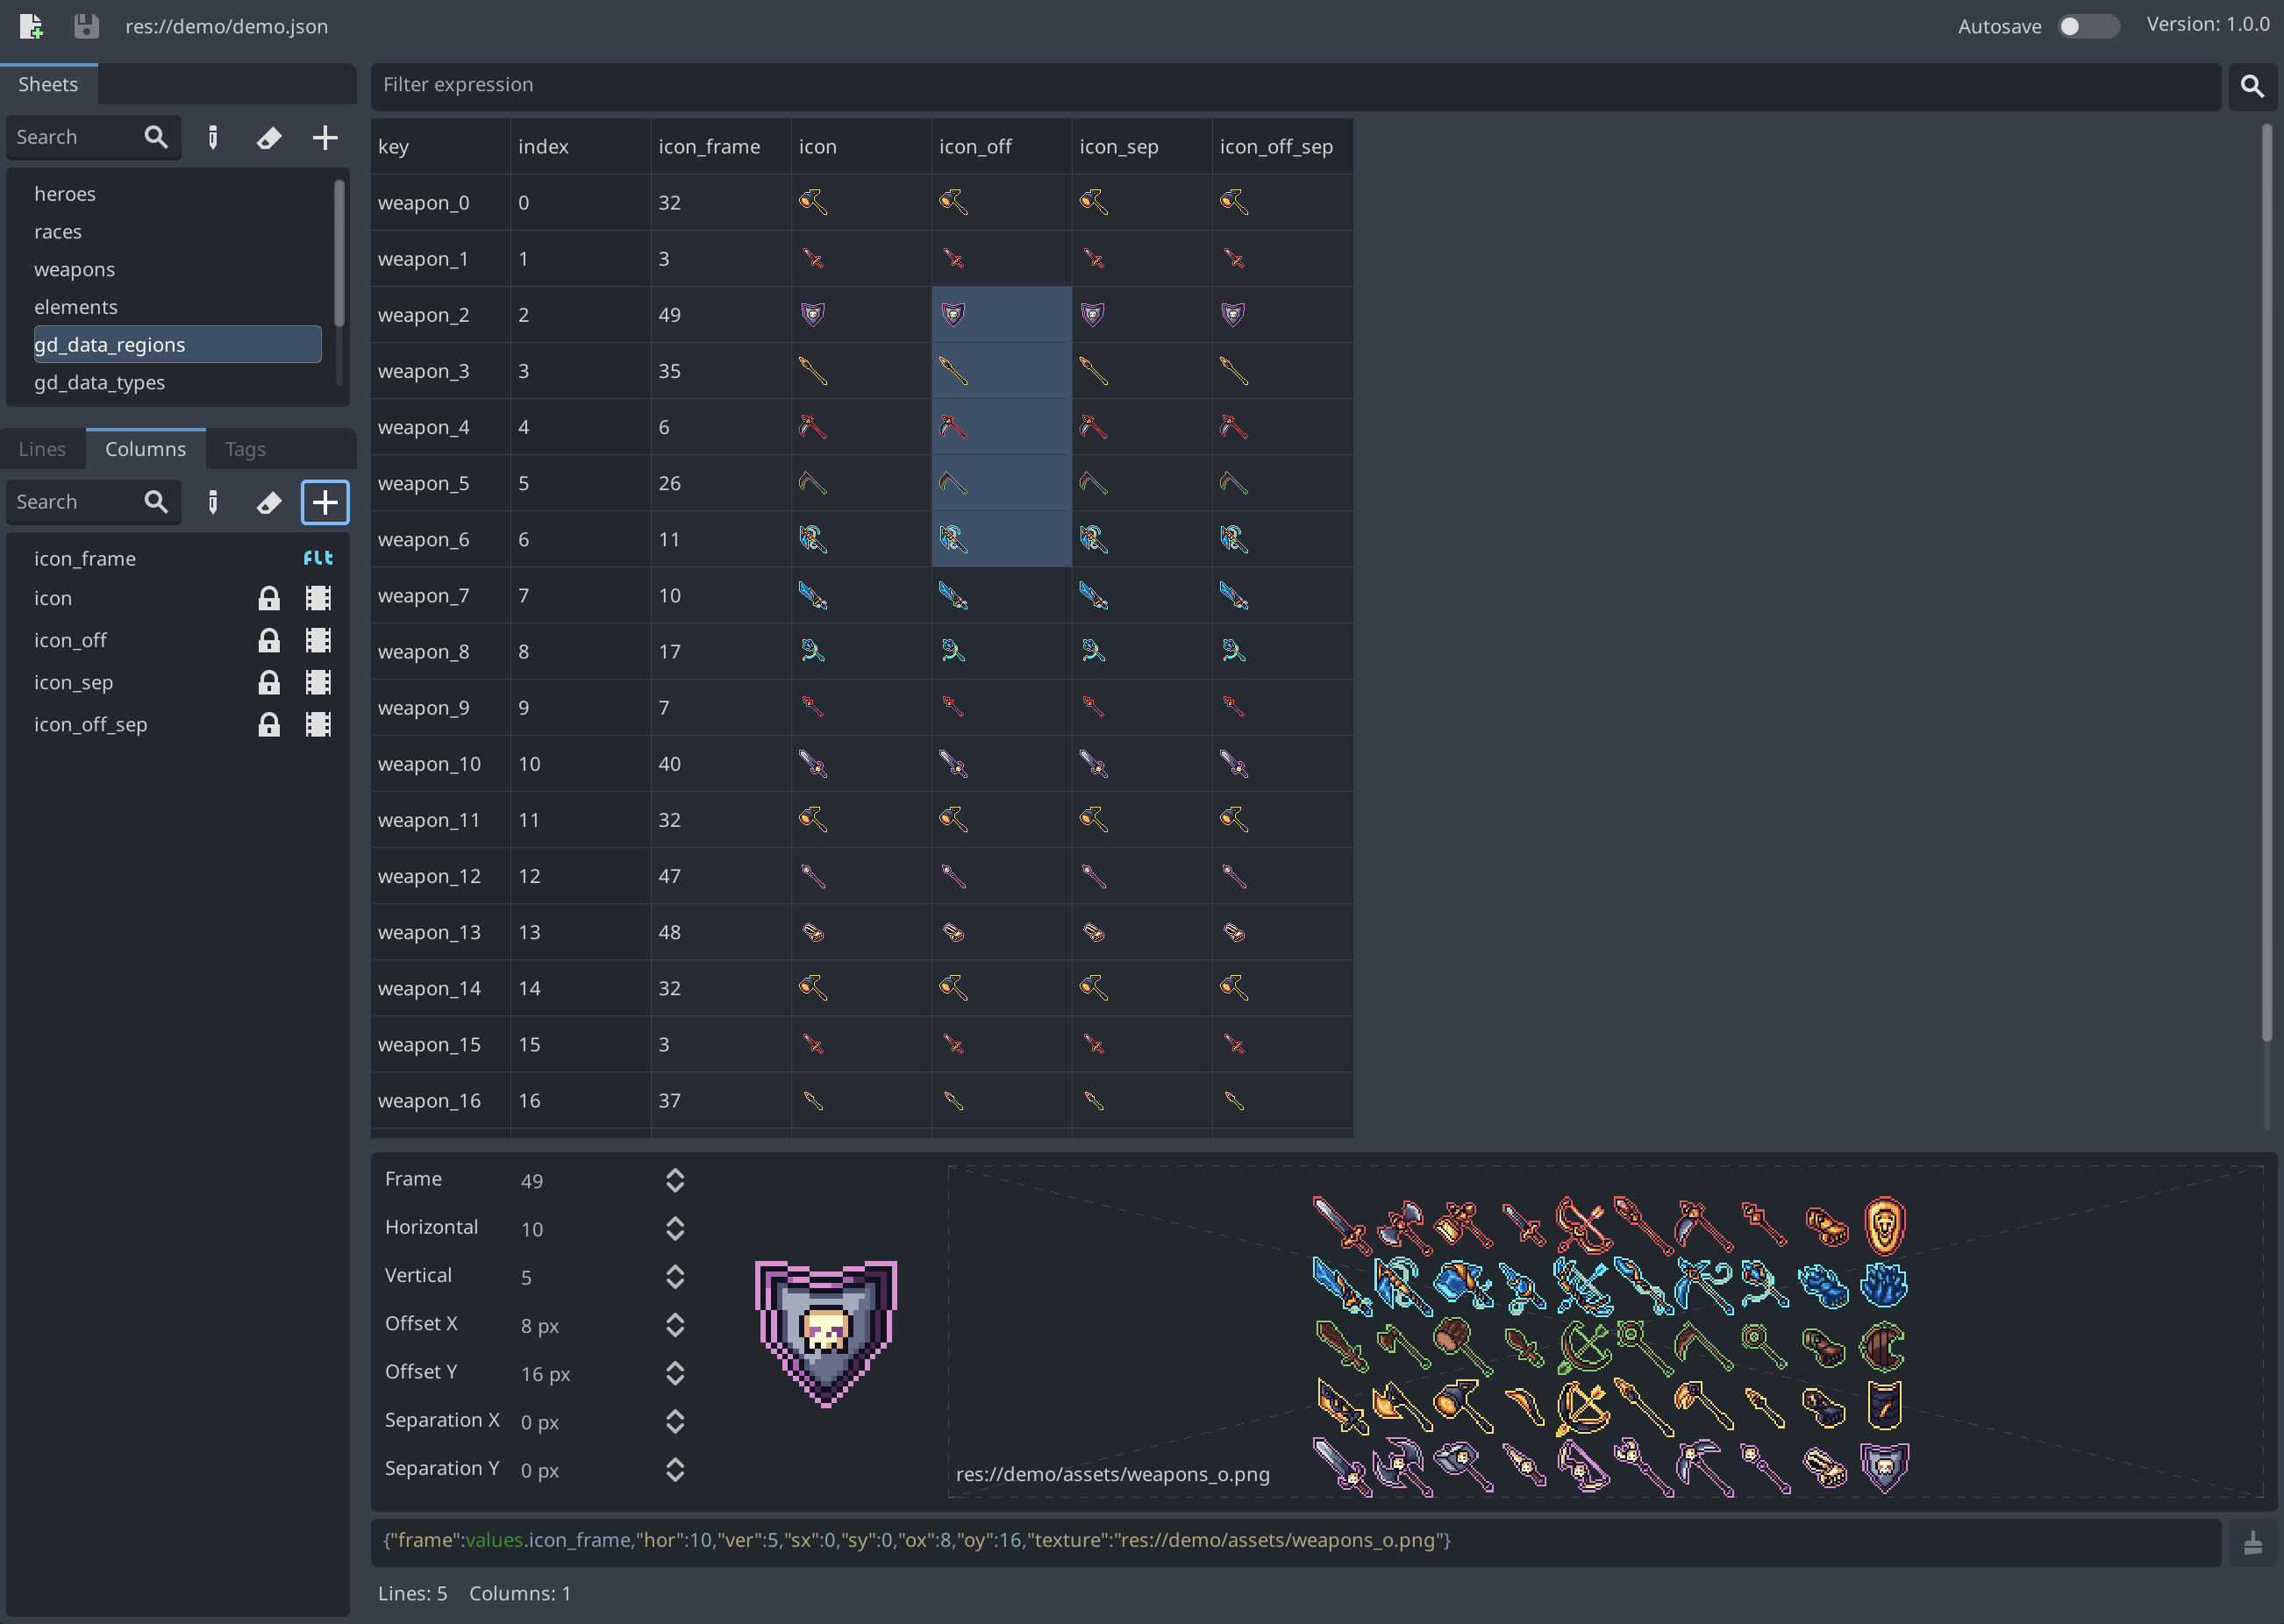 res://demo/demo.json
Autosave
Version: 1.0.0
Sheets
Search
heroes
races
weapons
elements
gd_data_regions
gd_data_types
Lines Columns Tags
Search
icon_frame flt
icon
icon_off
icon_sep
icon_off_sep
Filter expression
key index icon_frame icon icon_off icon_sep icon_off_sep
weapon_0 0 32
weapon_1 1 3
weapon_2 2 49
weapon_3 3 35
weapon_4 4 6
weapon_5 5 26
weapon_6 6 11
weapon_7 7 10
weapon_8 8 17
weapon_9 9 7
weapon_10 10 40
weapon_11 11 32
weapon_12 12 47
weapon_13 13 48
weapon_14 14 32
weapon_15 15 3
weapon_16 16 37
Frame 49
Horizontal 10
Vertical 5
Offset X 8 px
Offset Y 16 px
Separation X 0 px
Separation Y 0 px
res://demo/assets/weapons_o.png
{"frame":values.icon_frame,"hor":10,"ver":5,"sx":0,"sy":0,"ox":8,"oy":16,"texture":"res://demo/assets/weapons_o.png"}
Lines: 5 Columns: 1